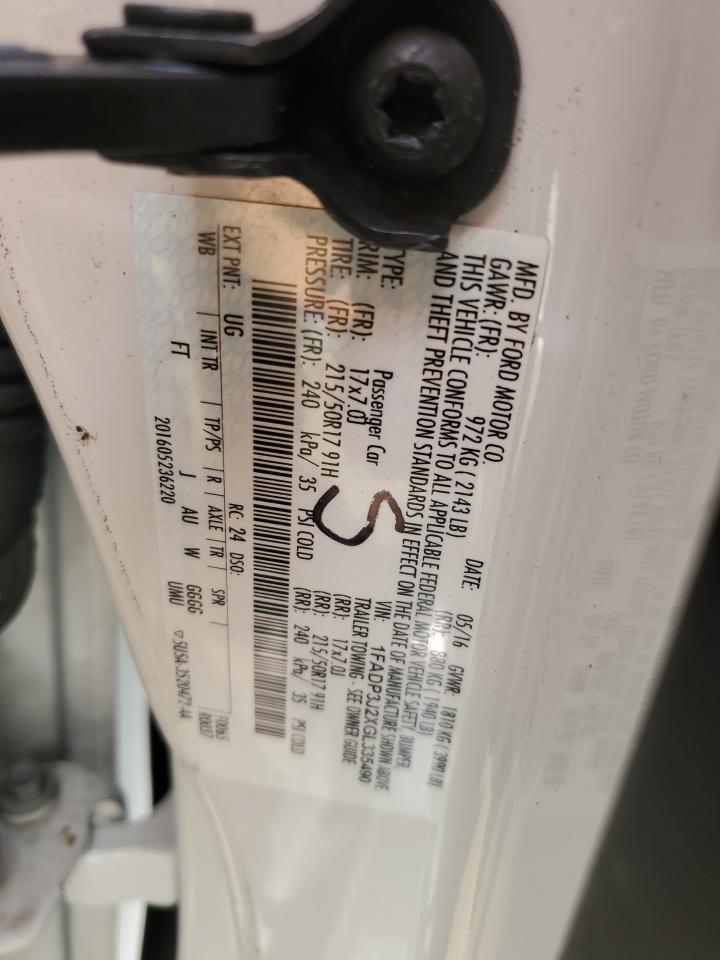 MFD. BY FORD MOTOR CO.
DATE: 05/16 GVWR: 1810 KG ( 3990 LB)
GAWR: (FR): 972 KG ( 2143 LB) (RR): 880 KG ( 1940 LB)
THIS VEHICLE CONFORMS TO ALL APPLICABLE FEDERAL MOTOR VEHICLE SAFETY, BUMPER,
AND THEFT PREVENTION STANDARDS IN EFFECT ON THE DATE OF MANUFACTURE SHOWN ABOVE.
VIN: 1FADP3J2XGL335490
TYPE: Passenger Car TRAILER TOWING - SEE OWNER GUIDE
RIM: (FR): 17x7.0J (RR): 17x7.0J
TIRE: (FR): 215/50R17 91H (RR): 215/50R17 91H
PRESSURE: (FR): 240 kPa/ 35 PSI COLD (RR): 240 kPa/ 35 PSI COLD
S
EXT PNT: UG RC: 24 DSO:
WB | INT TR | TP/PS | R | AXLE | TR | SPR
FT J AU W GGGG
UMU
201605236220